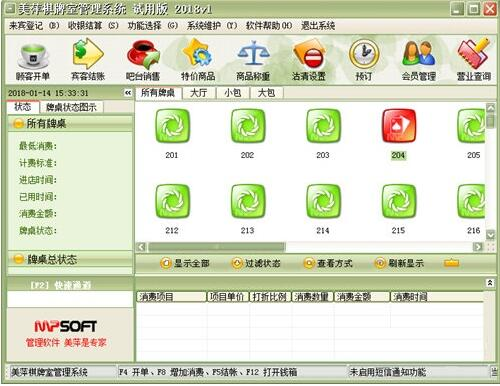 美萍棋牌室管理系统 试用版 2018v1
来宾登记(B) 收银结算(E) 功能选择(G) 系统维护(Y) 软件帮助(H) 退出系统
顾客开单 宾客结账 吧台销售 特价商品 商品称重 沽清设置 预订 会员管理 营业查询
2018-01-14 15:33:31
所有牌桌 大厅 小包 大包
状态 牌桌状态图示
所有牌桌
最低消费:
计费标准:
进店时间:
已用时间:
消费金额:
牌桌状态:
牌桌总状态
201 202 203 204 205
212 213 214 215 216
显示全部 过滤状态 查看方式 刷新显示
[F2] 快速通道
消费项目 项目单价 打折比例 消费数量 消费金额 消费时间
MPSOFT
管理软件 美萍是专家
美萍棋牌室管理系统 F4 开单、F8 增加消费、F5结帐、F12 打开钱箱 未启用短信通知功能